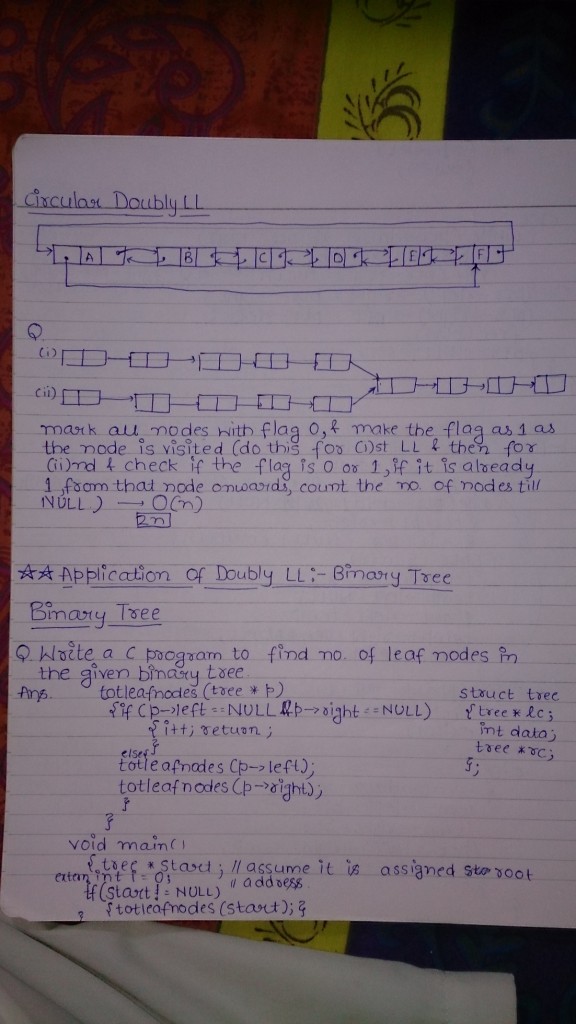 Circular Doubly LL
A B C D E F
Q
(i)
(ii)
mark all nodes with flag 0, & make the flag as 1 as
the node is visited (do this for (i)st LL & then for
(ii)nd & check if the flag is 0 or 1, if it is already
1, from that node onwards, count the no. of nodes till
NULL) → O(n)
2n
☆☆ Application of Doubly LL :- Binary Tree
Binary Tree
Q. Write a C program to find no. of leaf nodes in
the given binary tree.
Ans. totleafnodes (tree * p) struct tree
{if (p->left == NULL && p->right == NULL) { tree * lc;
{ i++; return; int data;
} tree * rc;
else{ };
totleafnodes (p->left);
totleafnodes (p->right);
}
}
void main()
{ tree * start; // assume it is assigned root
extern int i = 0; // address
if (start != NULL)
} {totleafnodes (start);}